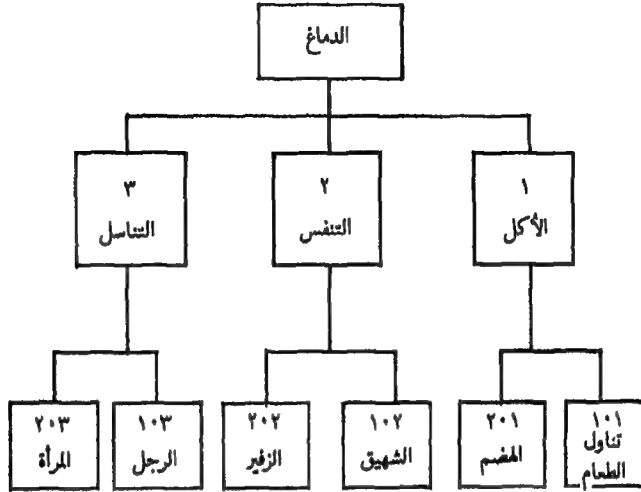 الدماغ
١
الأكل
٢
التنفس
٣
التناسل
١٠١
تناول
الطعام
٢٠١
الهضم
١٠٢
الشهيق
٢٠٢
الزفير
١٠٣
الرجل
٢٠٣
المرأة